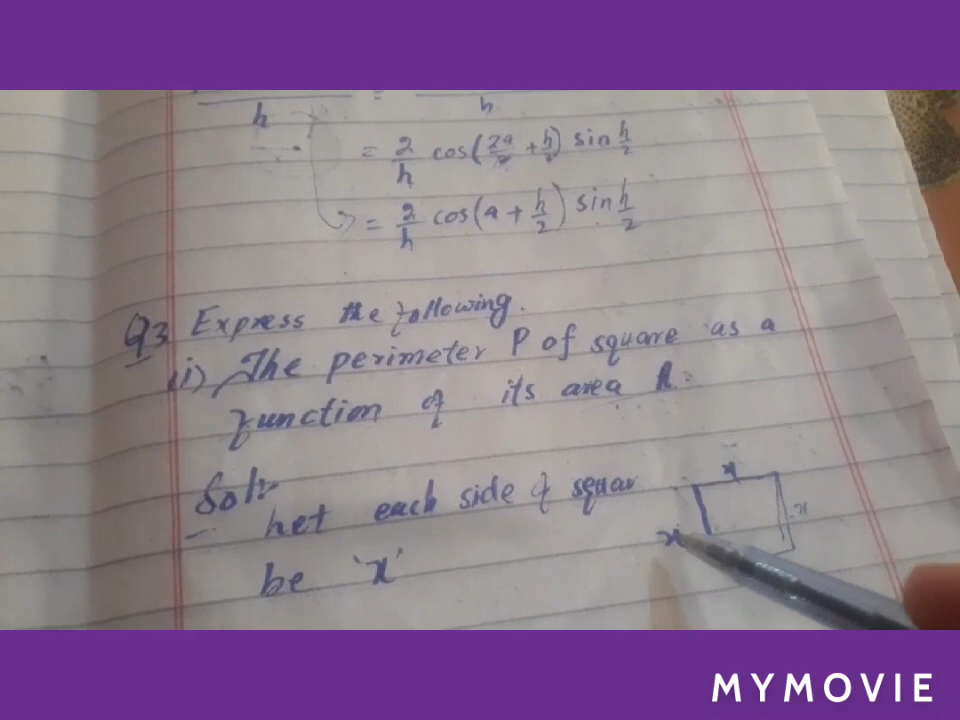 h = h.
= 2/h cos(2a/2 + h/2) sin h/2
= 2/h cos(a + h/2) sin h/2
Q3 Express the following.
(i) The perimeter P of square as a
function of its area A.
Sol:
Let each side of squar
be 'x'
x
x
x
MYMOVIE